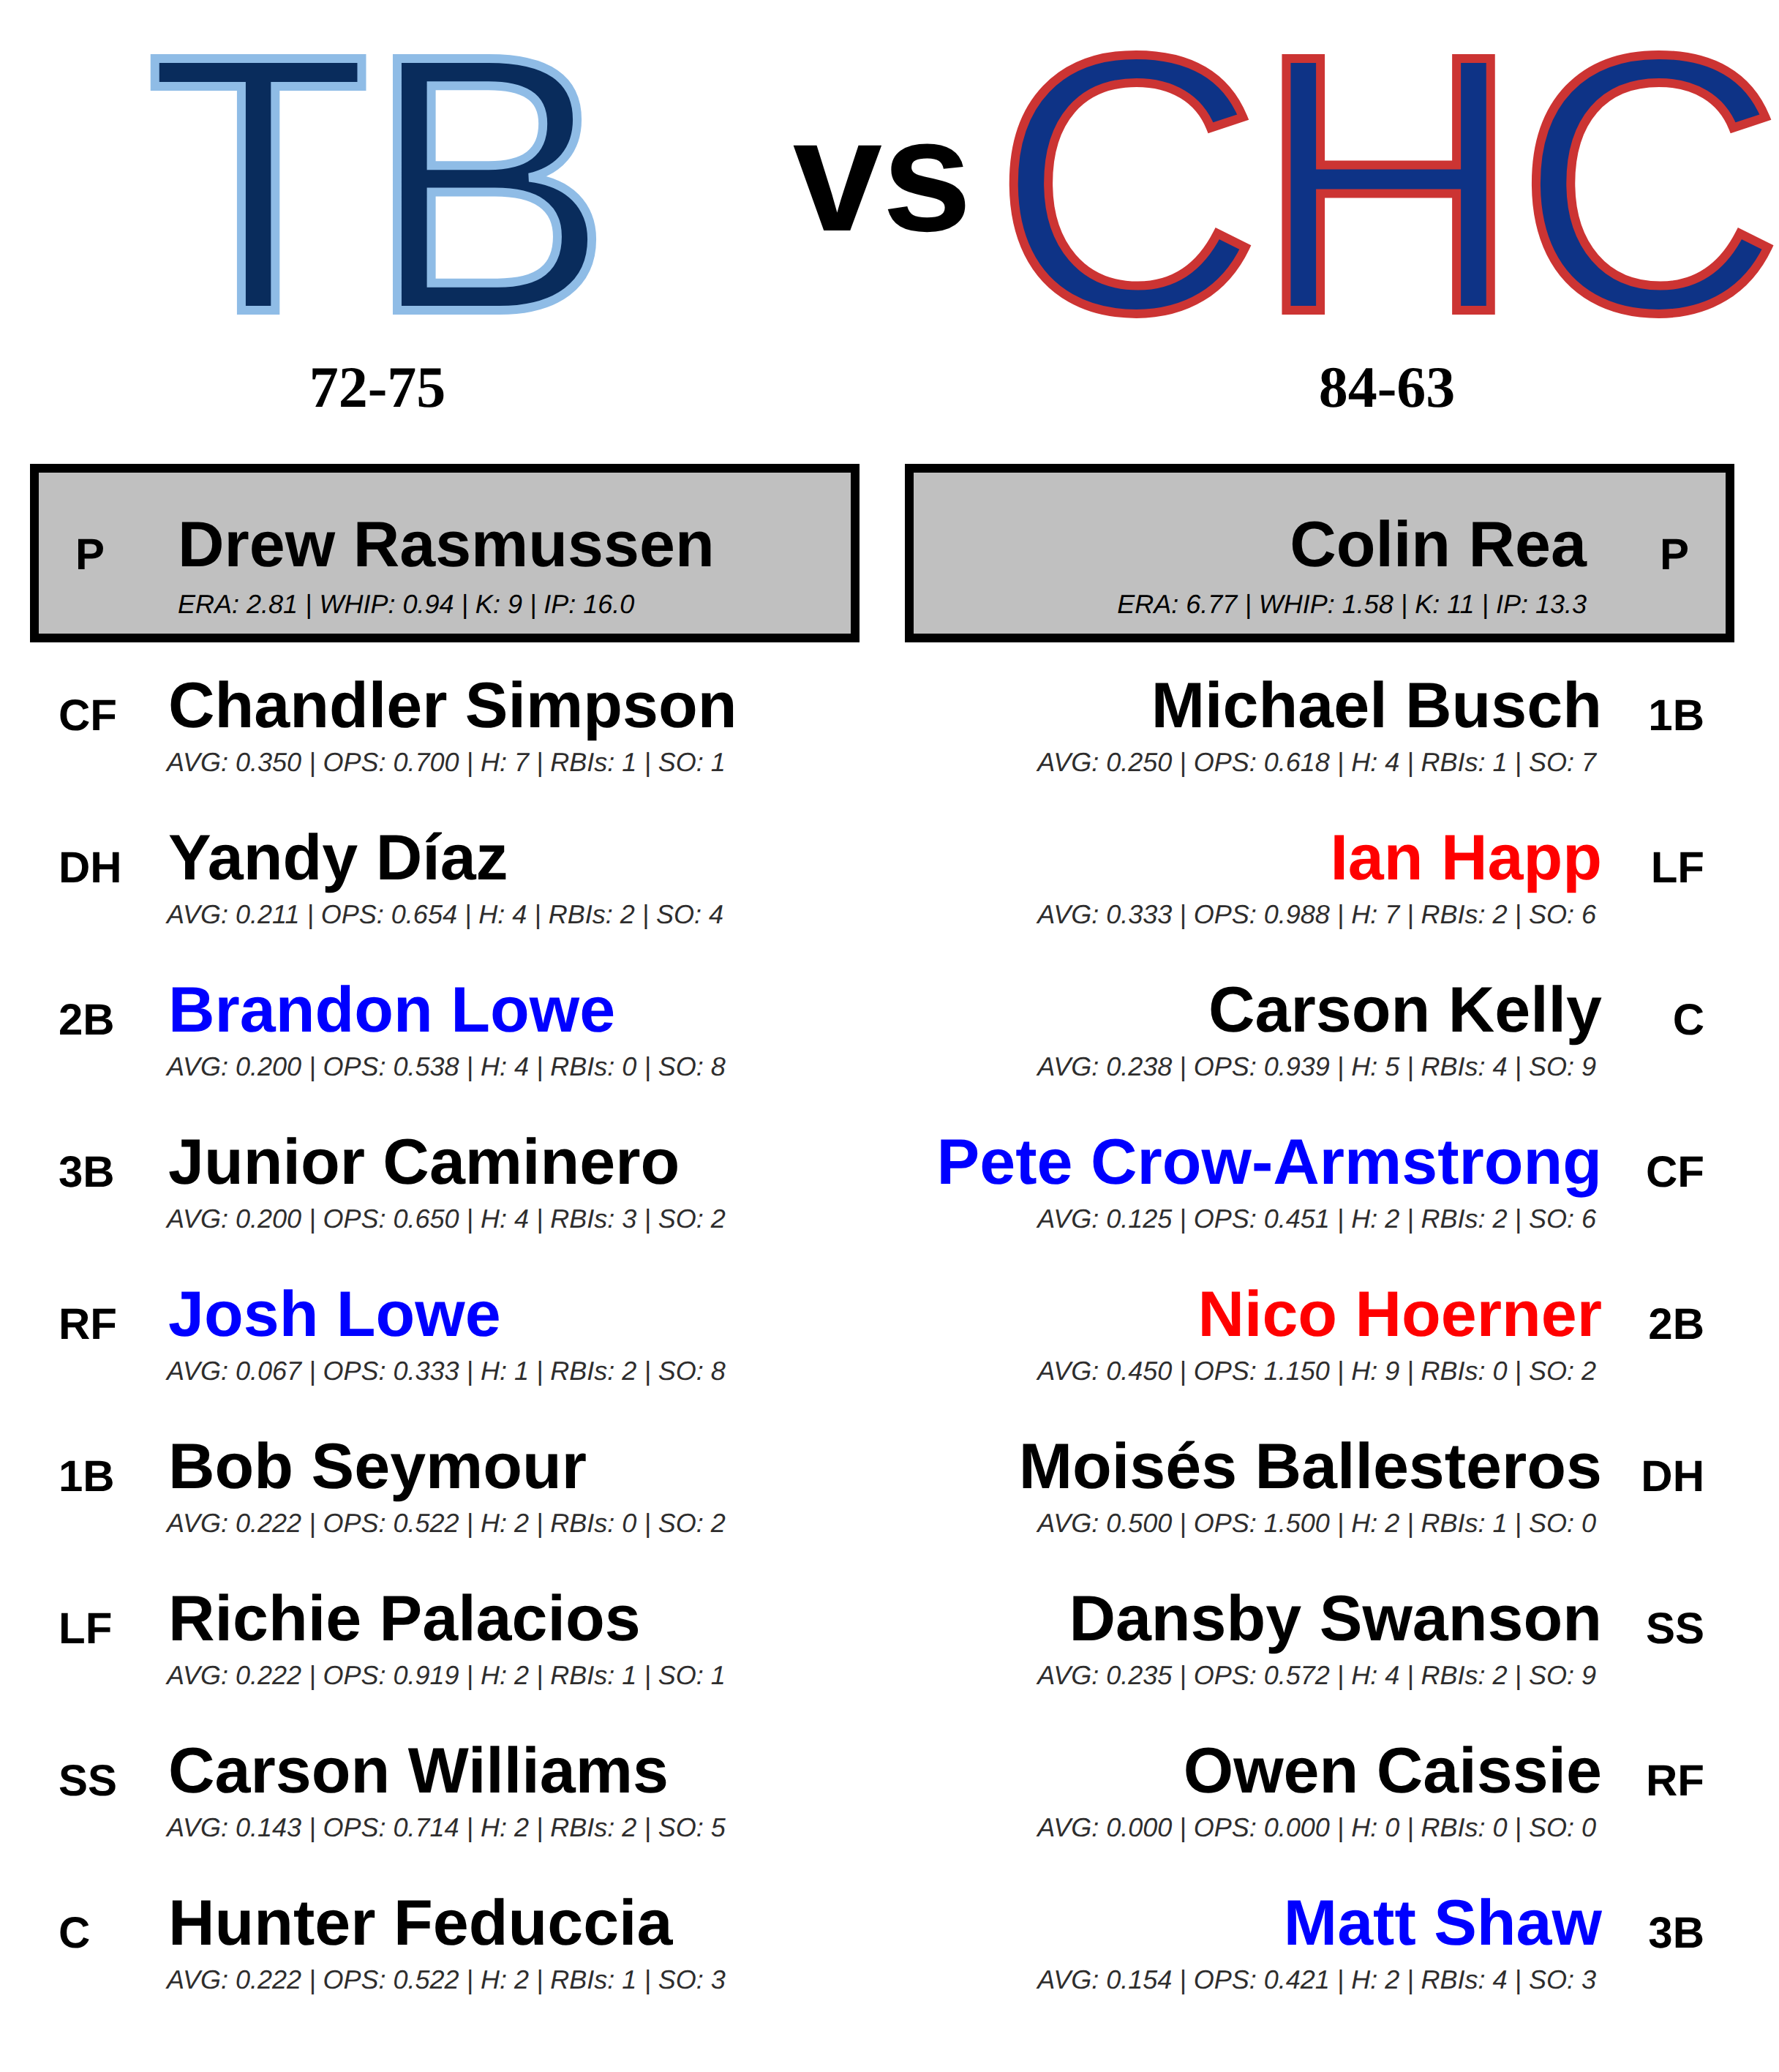 TB vs CHC
72-75
84-63
P Drew Rasmussen
ERA: 2.81 | WHIP: 0.94 | K: 9 | IP: 16.0
Colin Rea P
ERA: 6.77 | WHIP: 1.58 | K: 11 | IP: 13.3
CF Chandler Simpson
AVG: 0.350 | OPS: 0.700 | H: 7 | RBIs: 1 | SO: 1
DH Yandy Díaz
AVG: 0.211 | OPS: 0.654 | H: 4 | RBIs: 2 | SO: 4
2B Brandon Lowe
AVG: 0.200 | OPS: 0.538 | H: 4 | RBIs: 0 | SO: 8
3B Junior Caminero
AVG: 0.200 | OPS: 0.650 | H: 4 | RBIs: 3 | SO: 2
RF Josh Lowe
AVG: 0.067 | OPS: 0.333 | H: 1 | RBIs: 2 | SO: 8
1B Bob Seymour
AVG: 0.222 | OPS: 0.522 | H: 2 | RBIs: 0 | SO: 2
LF Richie Palacios
AVG: 0.222 | OPS: 0.919 | H: 2 | RBIs: 1 | SO: 1
SS Carson Williams
AVG: 0.143 | OPS: 0.714 | H: 2 | RBIs: 2 | SO: 5
C Hunter Feduccia
AVG: 0.222 | OPS: 0.522 | H: 2 | RBIs: 1 | SO: 3
Michael Busch 1B
AVG: 0.250 | OPS: 0.618 | H: 4 | RBIs: 1 | SO: 7
Ian Happ LF
AVG: 0.333 | OPS: 0.988 | H: 7 | RBIs: 2 | SO: 6
Carson Kelly C
AVG: 0.238 | OPS: 0.939 | H: 5 | RBIs: 4 | SO: 9
Pete Crow-Armstrong CF
AVG: 0.125 | OPS: 0.451 | H: 2 | RBIs: 2 | SO: 6
Nico Hoerner 2B
AVG: 0.450 | OPS: 1.150 | H: 9 | RBIs: 0 | SO: 2
Moisés Ballesteros DH
AVG: 0.500 | OPS: 1.500 | H: 2 | RBIs: 1 | SO: 0
Dansby Swanson SS
AVG: 0.235 | OPS: 0.572 | H: 4 | RBIs: 2 | SO: 9
Owen Caissie RF
AVG: 0.000 | OPS: 0.000 | H: 0 | RBIs: 0 | SO: 0
Matt Shaw 3B
AVG: 0.154 | OPS: 0.421 | H: 2 | RBIs: 4 | SO: 3